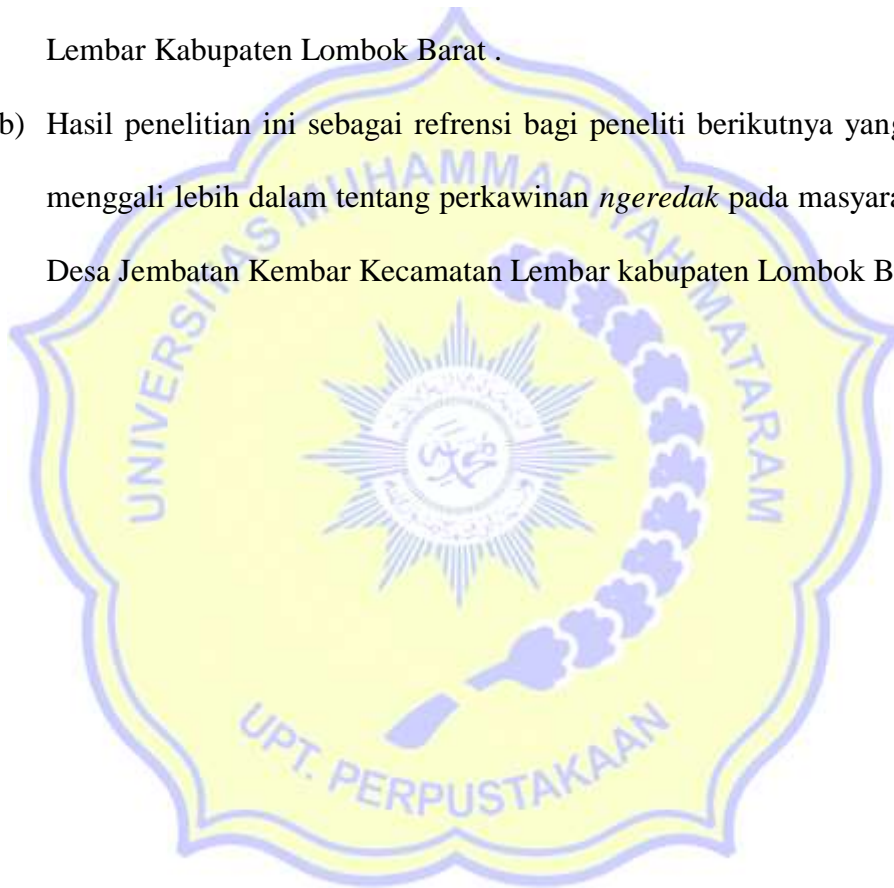 Lembar Kabupaten Lombok Barat .
b) Hasil penelitian ini sebagai refrensi bagi peneliti berikutnya yang
menggali lebih dalam tentang perkawinan ngeredak pada
Desa Jembatan Kembar Kecamatan Lembar kabupaten Lombok
UNIVERSITAS MUHAMMADIYAH MATARAM
UPT. PERPUSTAKAAN